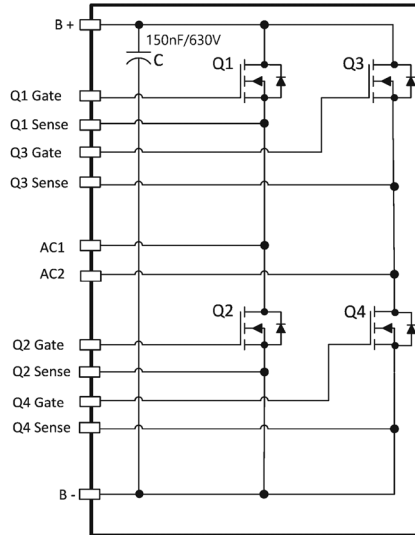 B +
150nF/630V
C
Q1
Q3
Q1 Gate
Q1 Sense
Q3 Gate
Q3 Sense
AC1
AC2
Q2
Q4
Q2 Gate
Q2 Sense
Q4 Gate
Q4 Sense
B -